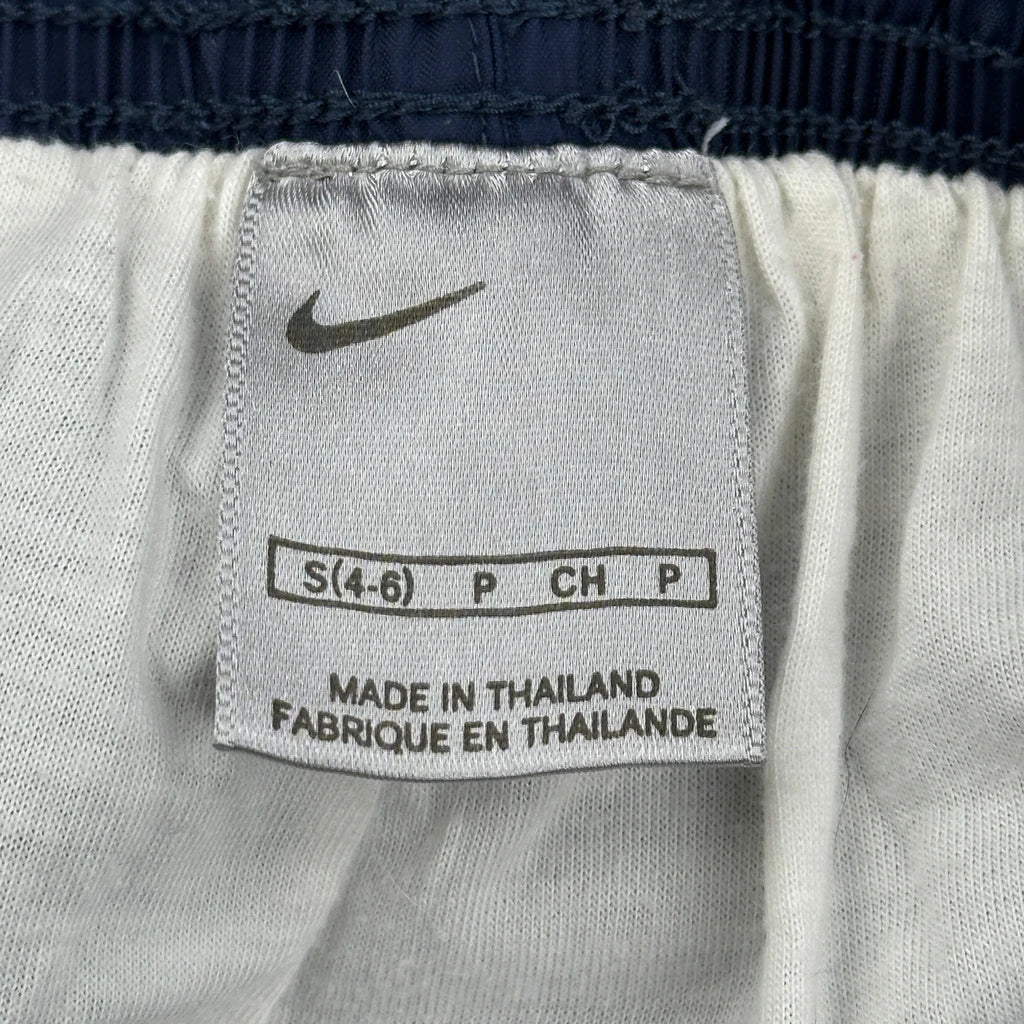 S(4-6) P CH P
MADE IN THAILAND
FABRIQUE EN THAILANDE